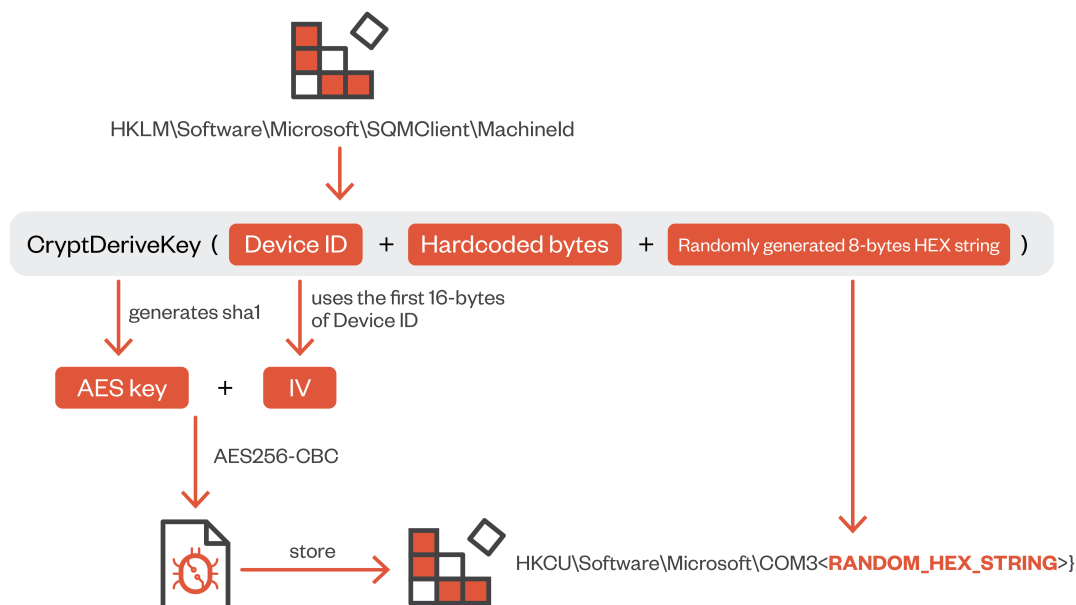 HKLM\Software\Microsoft\SQMClient\MachineId
CryptDeriveKey ( Device ID + Hardcoded bytes + Randomly generated 8-bytes HEX string )
generates sha1
uses the first 16-bytes
of Device ID
AES key + IV
AES256-CBC
store
HKCU\Software\Microsoft\COM3<RANDOM_HEX_STRING>}